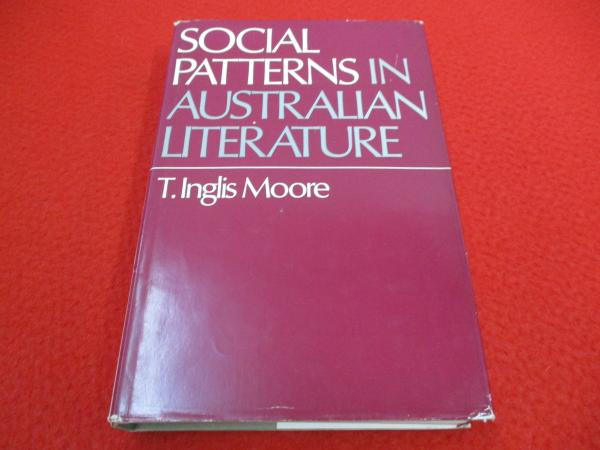 SOCIAL
PATTERNS IN
AUSTRALIAN
LITERATURE
T. Inglis Moore